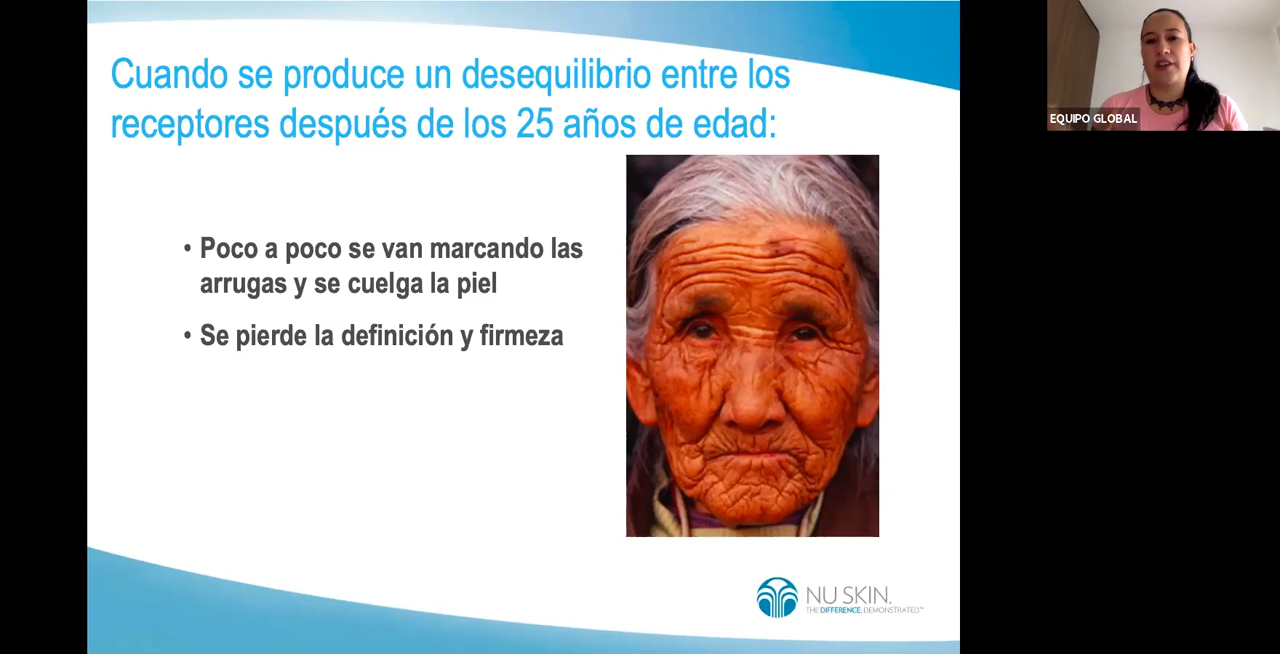 Cuando se produce un desequilibrio entre los
receptores después de los 25 años de edad:
EQUIPO GLOBAL
• Poco a poco se van marcando las
arrugas y se cuelga la piel
• Se pierde la definición y firmeza
NU SKIN.
THE DIFFERENCE. DEMONSTRATED.™